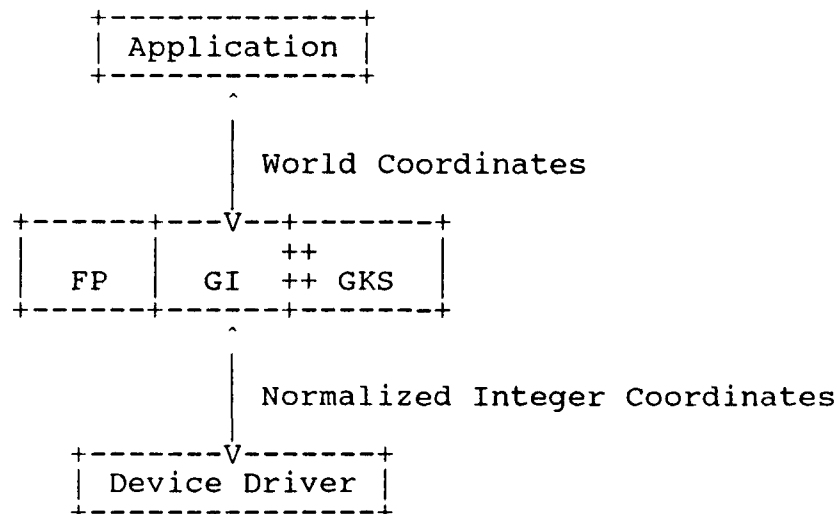 Application
World Coordinates
FP GI ++ ++ GKS
Normalized Integer Coordinates
Device Driver